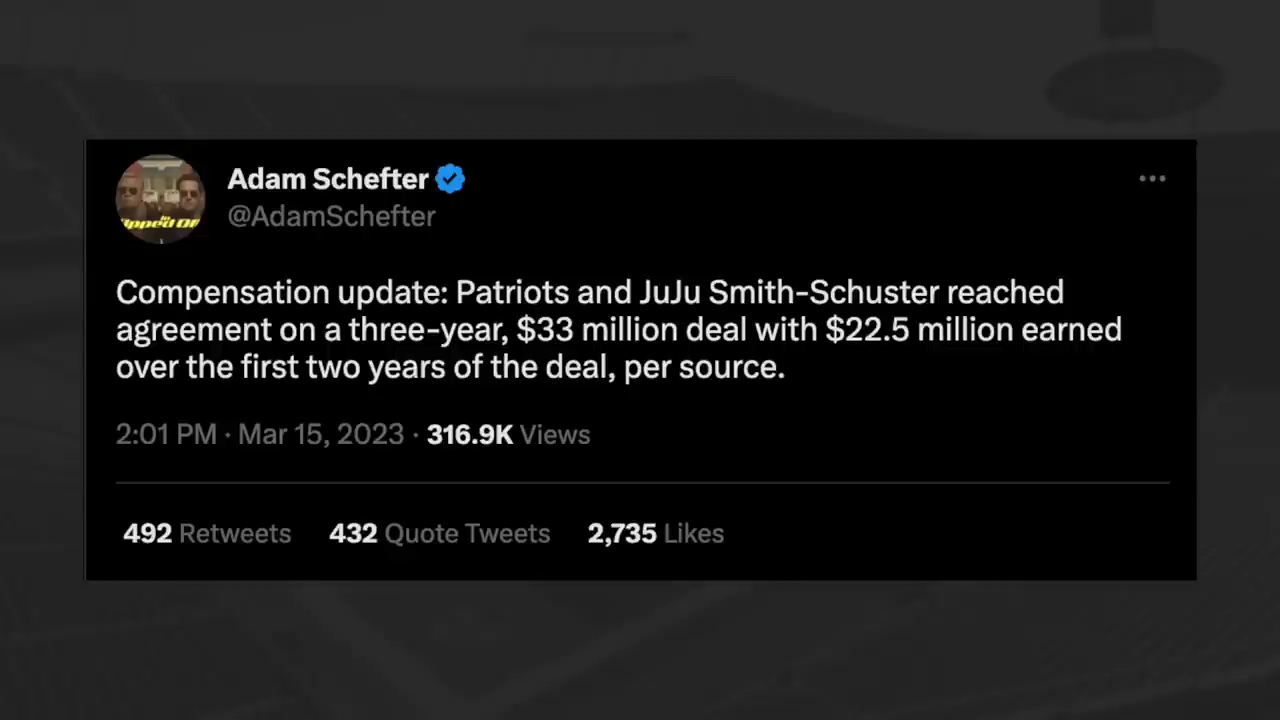 Adam Schefter
@AdamSchefter
Compensation update: Patriots and JuJu Smith-Schuster reached
agreement on a three-year, $33 million deal with $22.5 million earned
over the first two years of the deal, per source.
2:01 PM · Mar 15, 2023 · 316.9K Views
492 Retweets 432 Quote Tweets 2,735 Likes